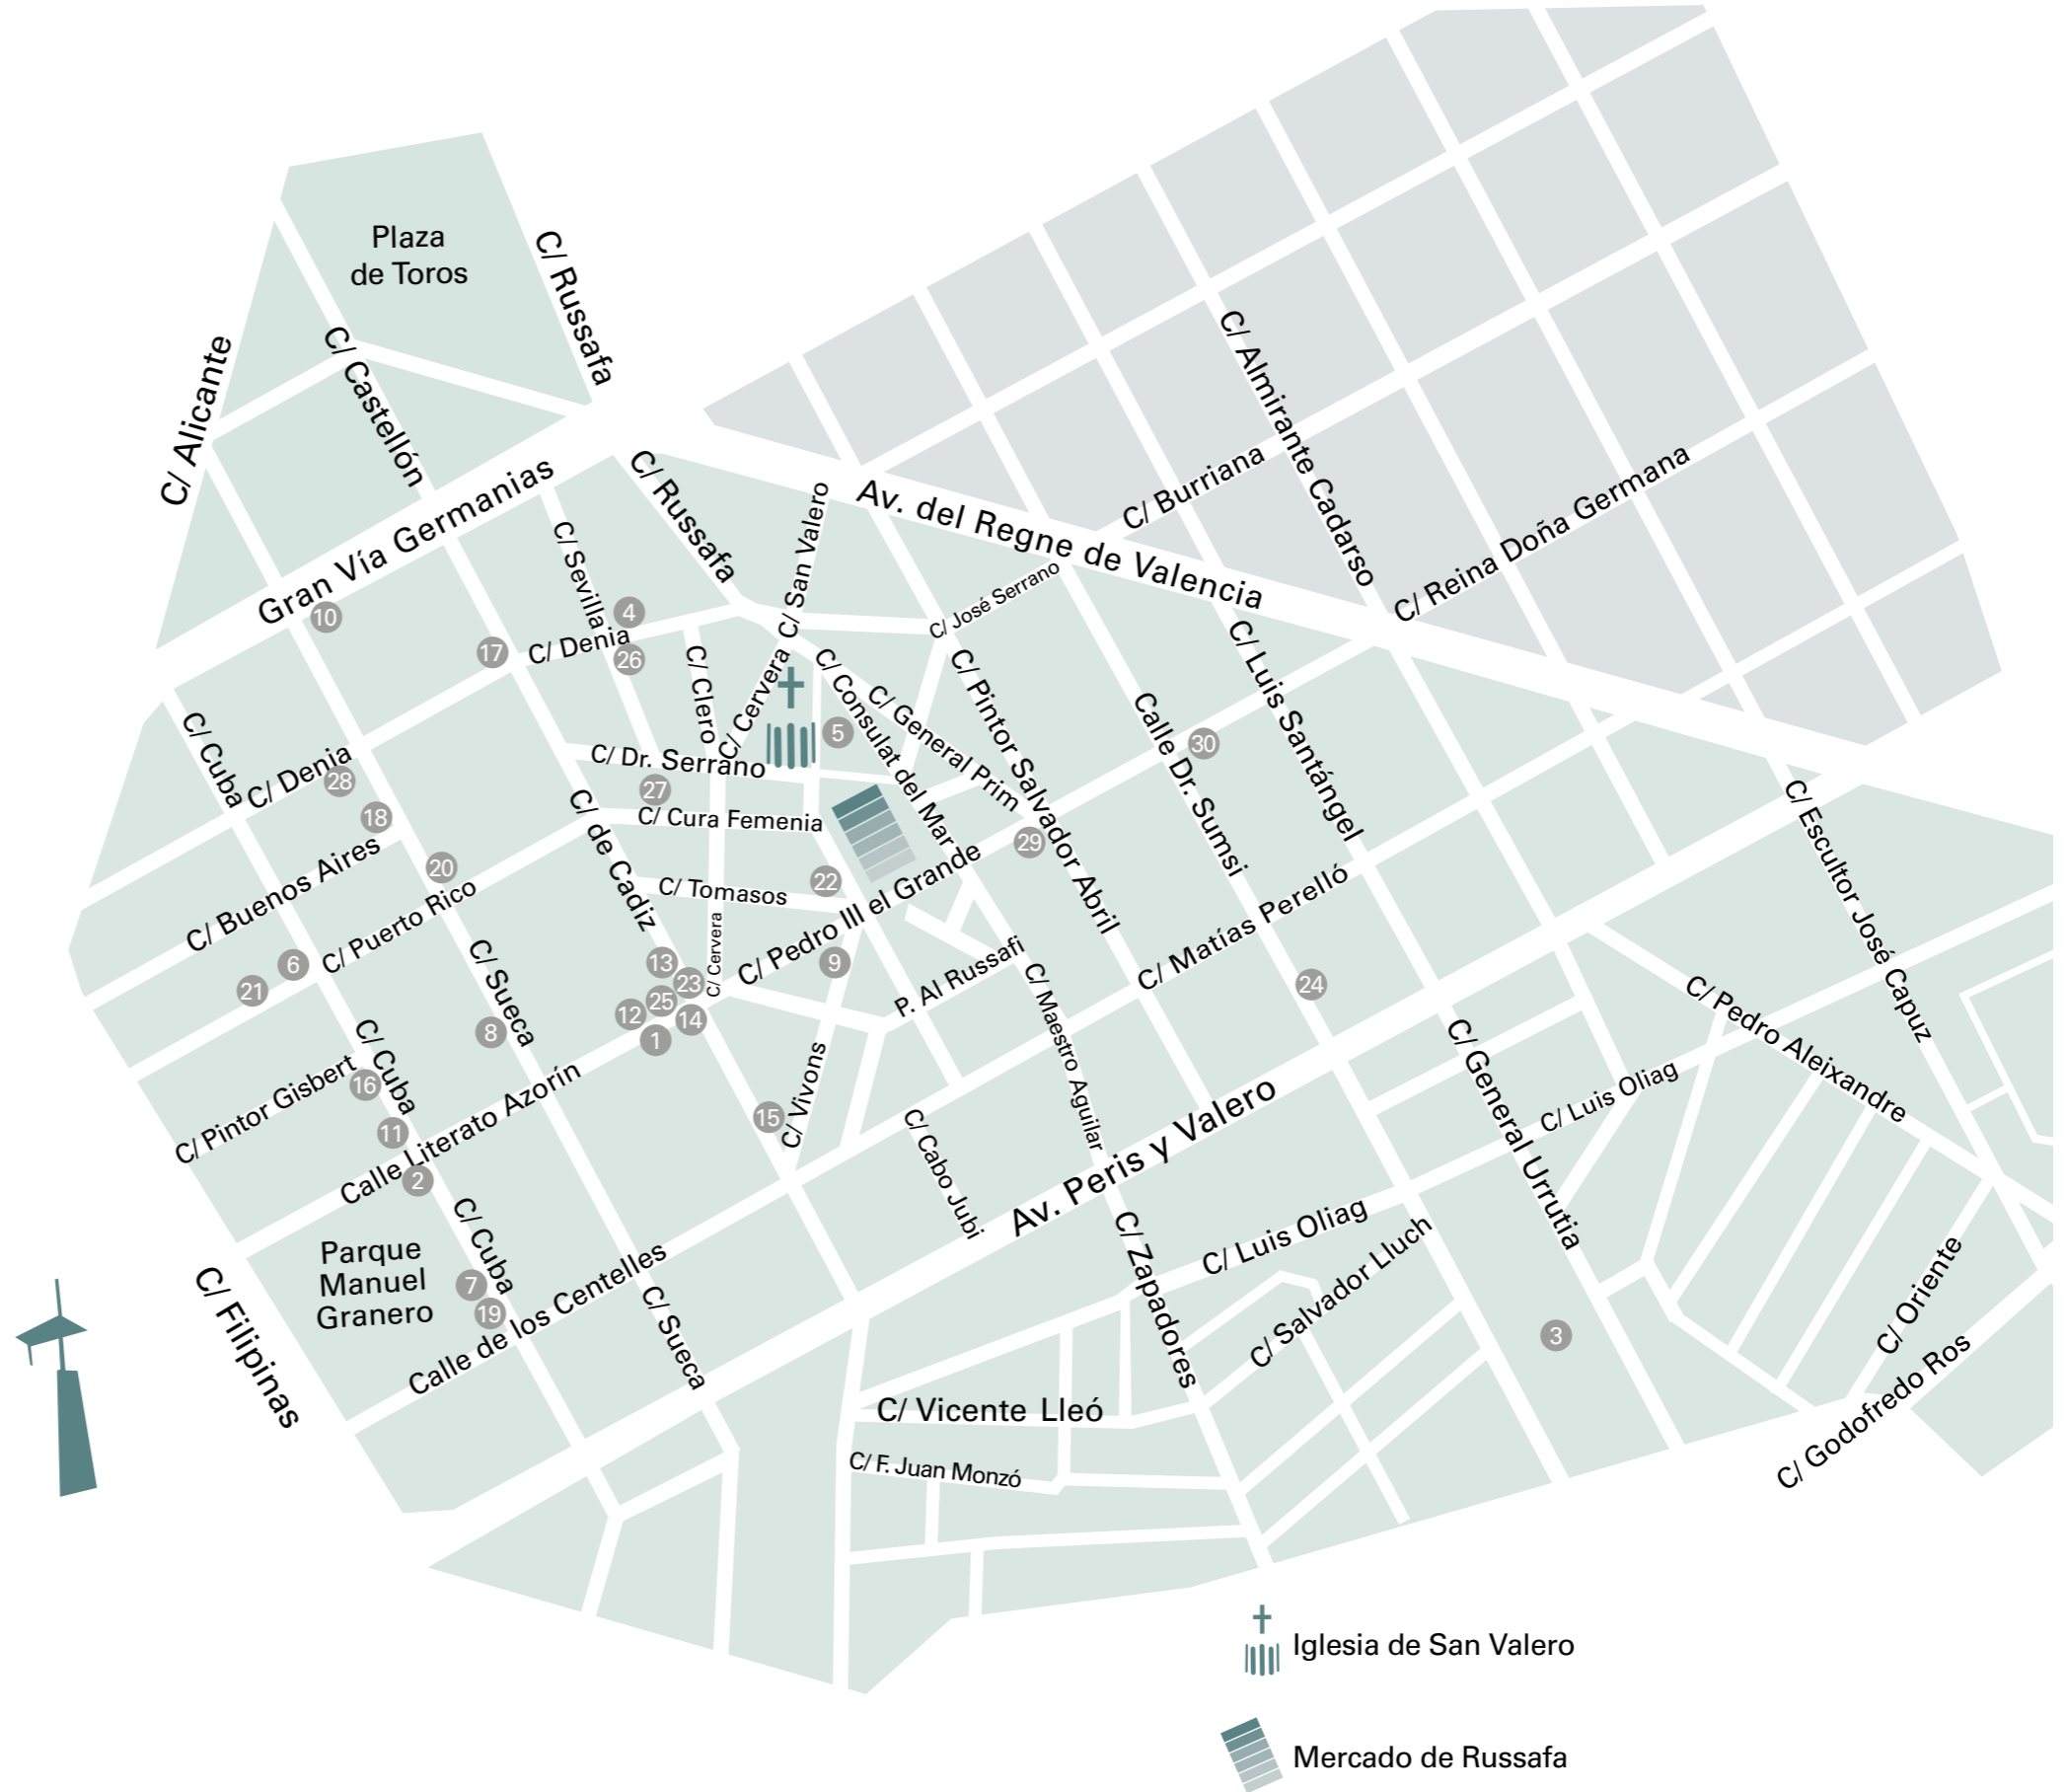 Plaza
de Toros
C/ Russafa
C/ Alicante
C/ Castellón
C/ Almirante Cadarso
Gran Vía Germanias
C/ Russafa
C/ San Valero
Av. del Regne de Valencia
C/ Burriana
C/ Reina Doña Germana
C/ Sevilla
C/ José Serrano
10
4
C/ Denia
17
26
C/ Clero
C/ Cervera
C/ Consulat del Mar
C/ General Prim
C/ Pintor Salvador Abril
C/ Luis Santángel
Calle Dr. Sumsi
30
5
C/ Cuba
C/ Denia
28
C/ Dr. Serrano
27
18
C/ Cura Femenia
C/ de Cadiz
C/ Escultor José Capuz
29
C/ Buenos Aires
20
C/ Tomasos
22
C/ Pedro III el Grande
C/ Matías Perelló
C/ Puerto Rico
C/ Cervera
6
21
C/ Sueca
13
23
9
P. Al Russafi
24
C/ Pedro Aleixandre
25
12
14
1
8
C/ Cuba
C/ Maestro Aguilar
C/ General Urrutia
C/ Pintor Gisbert
16
C/ Vivons
15
C/ Luis Oliag
11
Calle Literato Azorín
2
C/ Cabo Jubi
Av. Peris y Valero
C/ Cuba
Parque
Manuel
Granero
7
19
C/ Filipinas
Calle de los Centelles
C/ Sueca
C/ Zapadores
C/ Luis Oliag
C/ Salvador Lluch
3
C/ Oriente
C/ Godofredo Ros
C/ Vicente Lleó
C/ F. Juan Monzó
Iglesia de San Valero
Mercado de Russafa